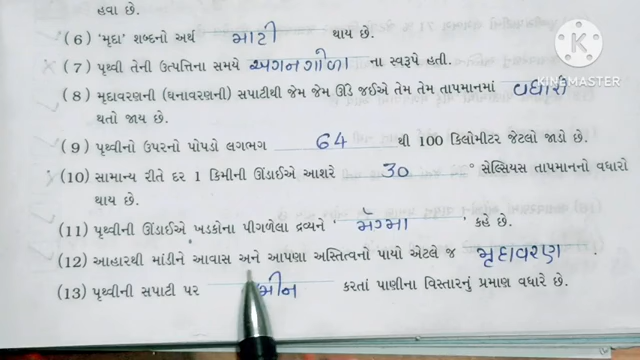 હવા છે.
(6) 'મૃદા' શબ્દનો અર્થ માટી થાય છે.
(7) પૃથ્વી તેની ઉત્પત્તિના સમયે અગનગોળા ના સ્વરૂપે હતી.
(8) મૃદાવરણની (ઘનાવરણની) સપાટીથી જેમ જેમ ઊંડે જઈએ તેમ તેમ તાપમાનમાં વધારો
થતો જાય છે.
(9) પૃથ્વીનો ઉપરનો પોપડો લગભગ 64 થી 100 કિલોમીટર જેટલો જાડો છે.
(10) સામાન્ય રીતે દર 1 કિમીની ઊંડાઈએ આશરે 30 ° સેલ્સિયસ તાપમાનનો વધારો
થાય છે.
(11) પૃથ્વીની ઊંડાઈએ ખડકોના પીગળેલા દ્રવ્યને ' મૅગ્મા ' કહે છે.
(12) આહારથી માંડીને આવાસ અને આપણા અસ્તિત્વનો પાયો એટલે જ મૃદાવરણ .
(13) પૃથ્વીની સપાટી પર કરતાં પાણીના વિસ્તારનું પ્રમાણ વધારે છે.
KINEMASTER